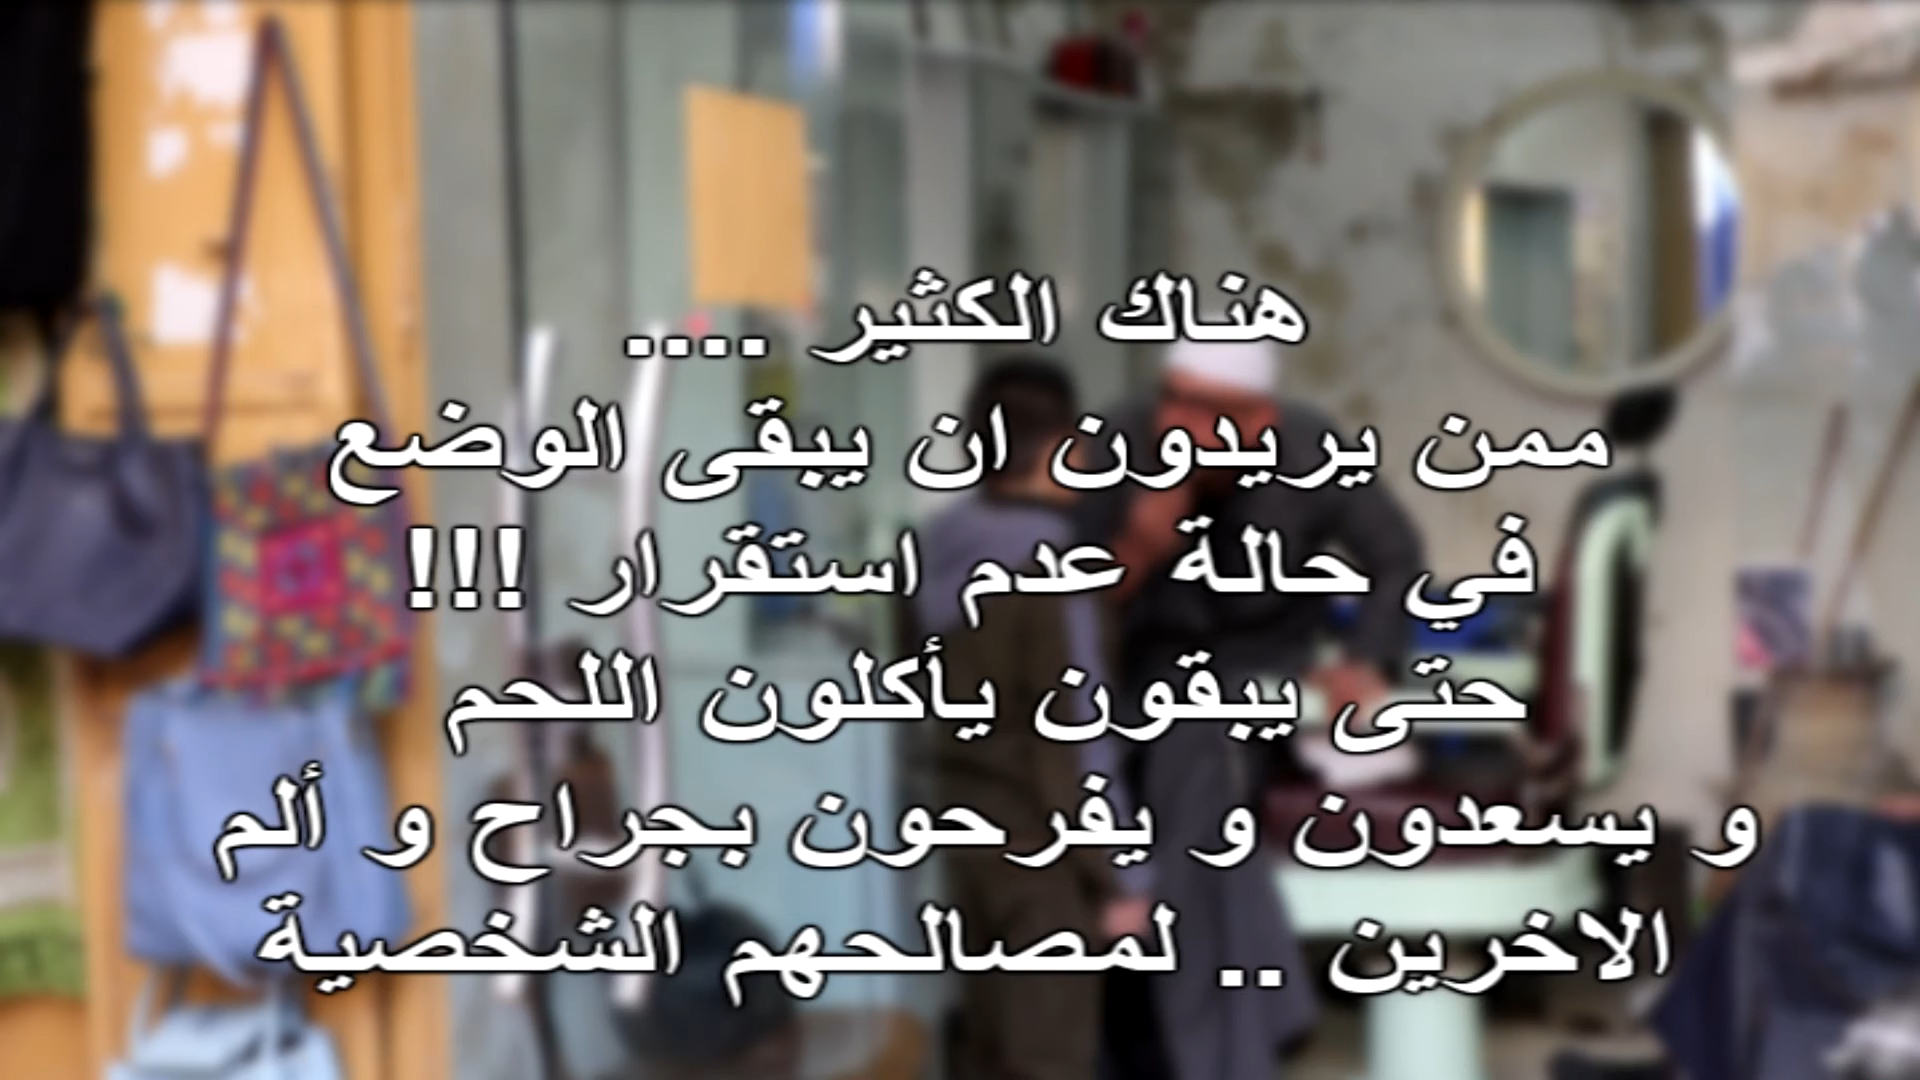 هناك الكثير ....
ممن يريدون ان يبقى الوضع
في حالة عدم استقرار !!!
حتى يبقون يأكلون اللحم
و يسعدون و يفرحون بجراح و ألم
الاخرين .. لمصالحهم الشخصية